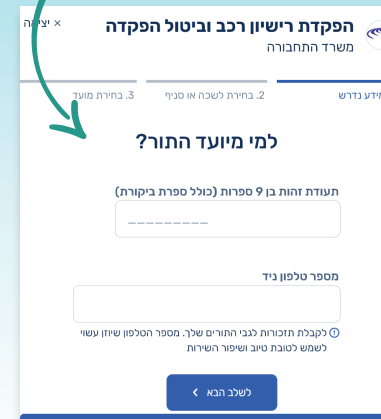 הפקדת רישיון רכב וביטול הפקדה
משרד התחבורה
× יציאה
מידע נדרש
2. בחירת לשכה או סניף
3. בחירת מועד
למי מיועד התור?
תעודת זהות בן 9 ספרות (כולל ספרת ביקורת)
_________
מספר טלפון נייד
לקבלת תזכורות לגבי התורים שלך. מספר הטלפון שיוזן עשוי
לשמש לטובת טיוב ושיפור השירות
לשלב הבא